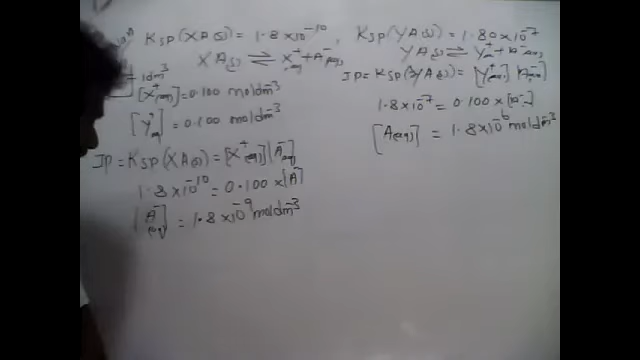 Ksp(XA(s)) = 1.8×10⁻¹⁰
XA(s) ⇌ X⁺(aq) + A⁻(aq)
1dm³
[X⁺(aq)] = 0.100 moldm⁻³
[Y⁺(aq)] = 0.100 moldm⁻³
IP = Ksp(XA(s)) = [X⁺(aq)][A⁻(aq)]
1.8×10⁻¹⁰ = 0.100×[A⁻]
[A⁻(aq)] = 1.8×10⁻⁹ moldm⁻³
Ksp(YA(s)) = 1.80×10⁻⁷
YA(s) ⇌ Y⁺(aq) + A⁻(aq)
IP = Ksp(YA(s)) = [Y⁺(aq)][A⁻(aq)]
1.8×10⁻⁷ = 0.100×
[A(aq)] = 1.8×10⁻⁶ moldm⁻³